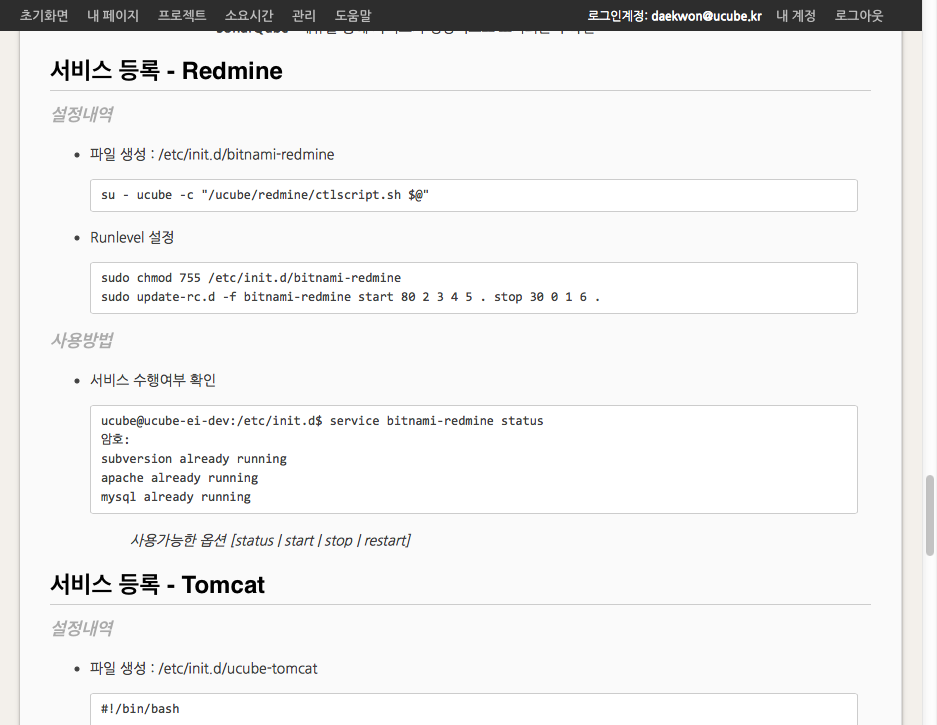 초기화면 내 페이지 프로젝트 소요시간 관리 도움말 로그인계정: daekwon@ucube.kr 내 계정 로그아웃
서비스 등록 - Redmine
설정내역
• 파일 생성 : /etc/init.d/bitnami-redmine
su - ucube -c "/ucube/redmine/ctlscript.sh $@"
• Runlevel 설정
sudo chmod 755 /etc/init.d/bitnami-redmine
sudo update-rc.d -f bitnami-redmine start 80 2 3 4 5 . stop 30 0 1 6 .
사용방법
• 서비스 수행여부 확인
ucube@ucube-ei-dev:/etc/init.d$ service bitnami-redmine status
암호:
subversion already running
apache already running
mysql already running
사용가능한 옵션 [status | start | stop | restart]
서비스 등록 - Tomcat
설정내역
• 파일 생성 : /etc/init.d/ucube-tomcat
#!/bin/bash